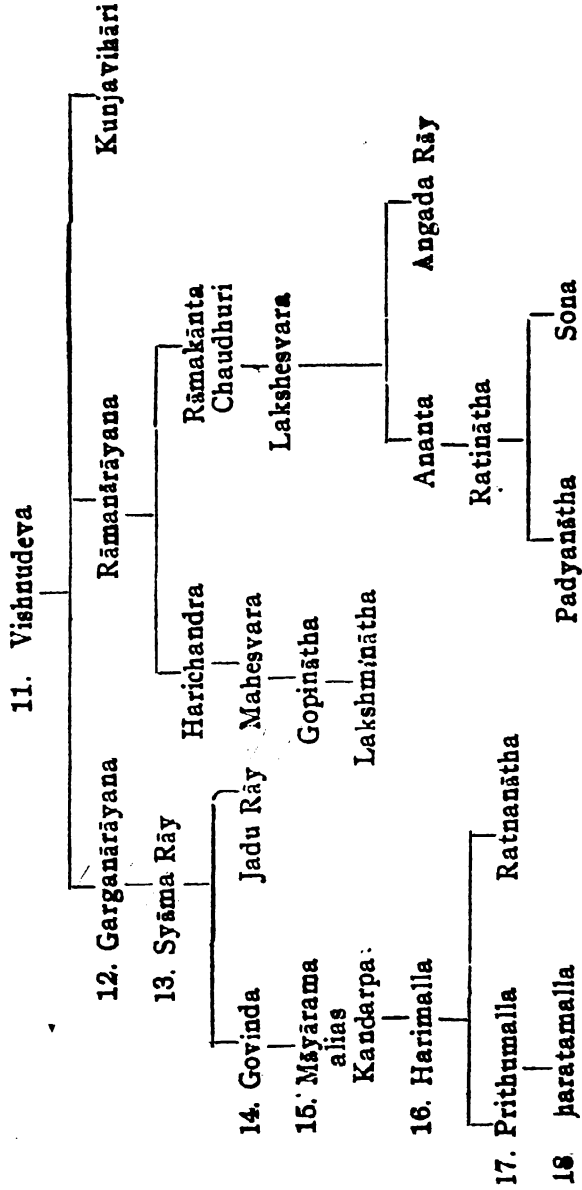 11. Vishnudeva
12. Garganārāyana Rāmanārāyana Kunjavihāri
13. Syāma Rāy
Harichandra Rāmakānta
Chaudhuri
14. Govinda Jadu Rāy Mahesvara
Lakshesvara
15. Māyārama Gopinātha
alias
Kandarpa Lakshminātha
16. Harimalla Ananta Angada Rāy
Ratinātha
17. Prithumalla Ratnanātha
18 haratamalla Padyanātha Sona